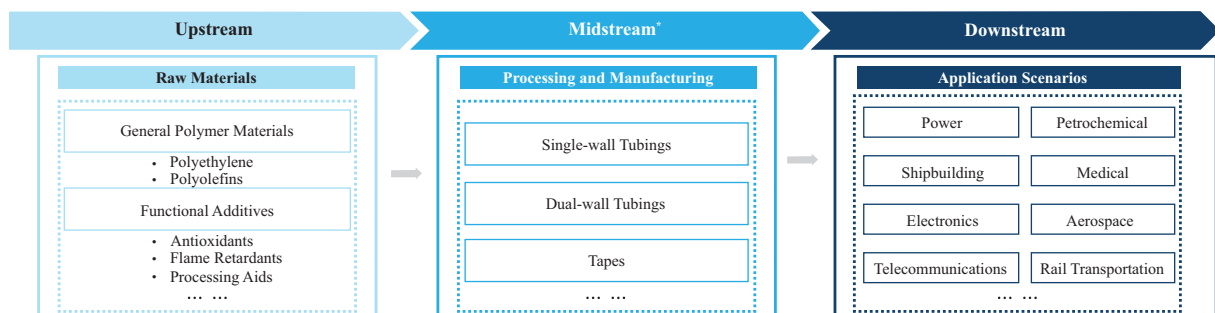 Upstream
Midstream*
Downstream
Raw Materials
General Polymer Materials
• Polyethylene
• Polyolefins
Functional Additives
• Antioxidants
• Flame Retardants
• Processing Aids
... ...
Processing and Manufacturing
Single-wall Tubings
Dual-wall Tubings
Tapes
... ...
Application Scenarios
Power
Petrochemical
Shipbuilding
Medical
Electronics
Aerospace
Telecommunications
Rail Transportation
... ...